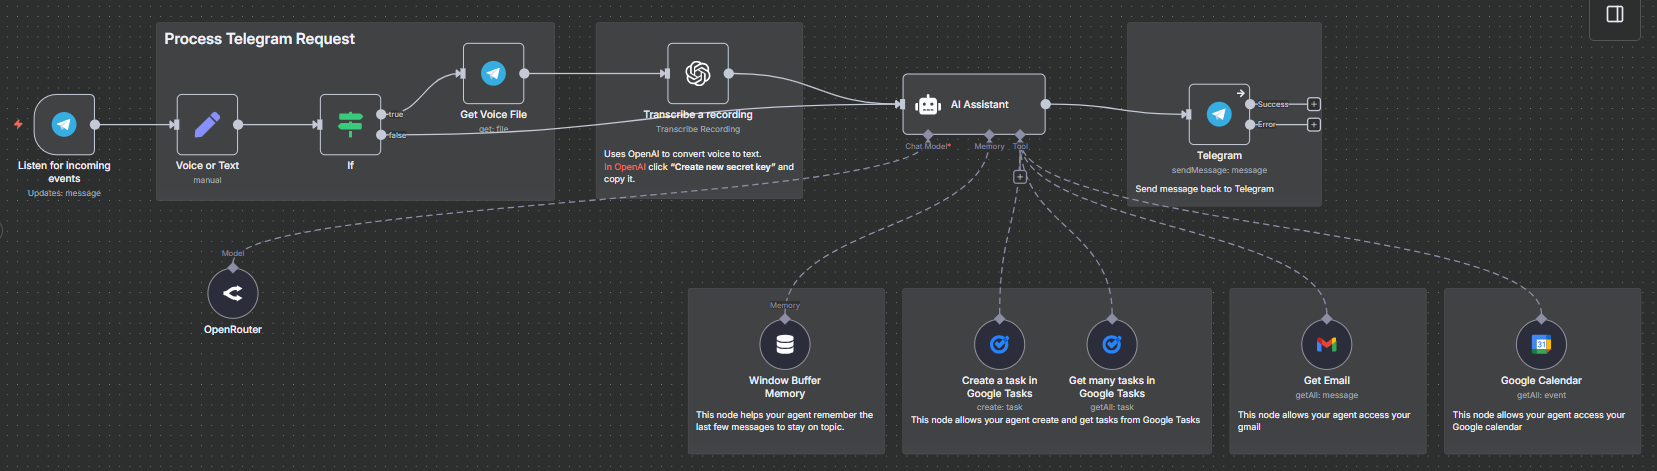 Process Telegram Request
Listen for incoming
events
Updates: message
Voice or Text
manual
If
true
false
Get Voice File
get: file
Transcribe a recording
Transcribe Recording
Uses OpenAI to convert voice to text.
In OpenAI click “Create new secret key” and
copy it.
AI Assistant
Chat Model*
Memory
Tool
Success
Error
Telegram
sendMessage: message
Send message back to Telegram
Model
OpenRouter
Memory
Window Buffer
Memory
This node helps your agent remember the
last few messages to stay on topic.
Create a task in
Google Tasks
create: task
Get many tasks in
Google Tasks
getAll: task
This node allows your agent create and get tasks from Google Tasks
Get Email
getAll: message
This node allows your agent access your
gmail
31
Google Calendar
getAll: event
This node allows your agent access your
Google calendar